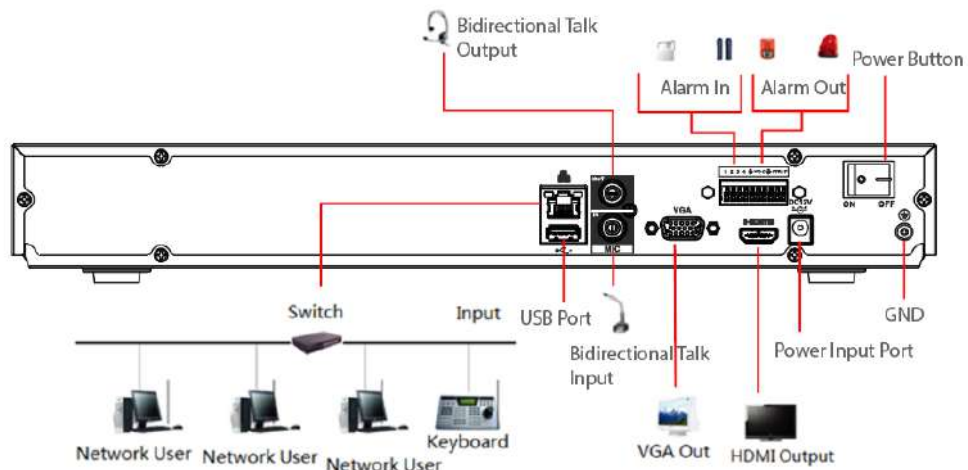 Bidirectional Talk
Output
Alarm In
Alarm Out
Power Button
VGA
MIC
ON
OFF
Switch
Input
USB Port
Bidirectional Talk
Input
Power Input Port
GND
Network User
Network User
Network User
Keyboard
VGA Out
HDMI Output